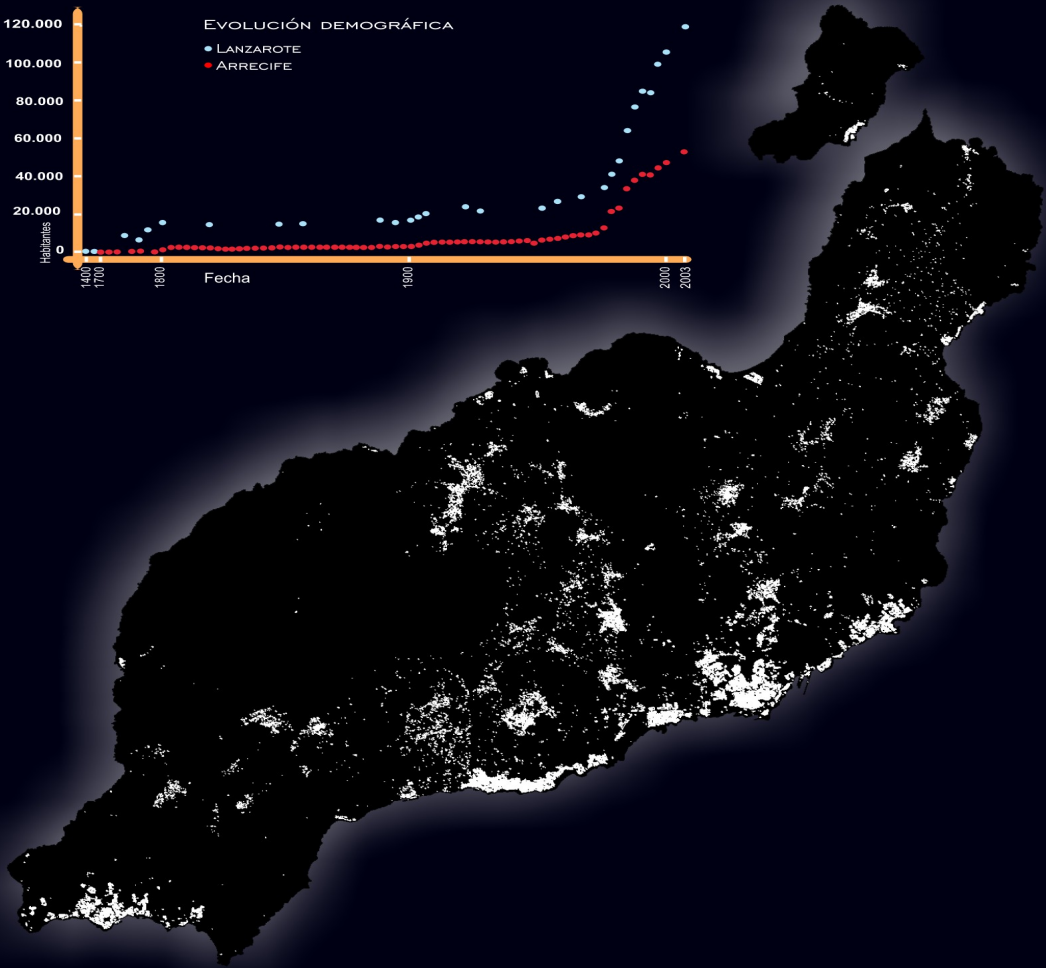 EVOLUCIÓN DEMOGRÁFICA
LANZAROTE
ARRECIFE
120.000
100.000
80.000
60.000
40.000
20.000
0
Habitantes
1400
1700
1800
1900
2000
2003
Fecha